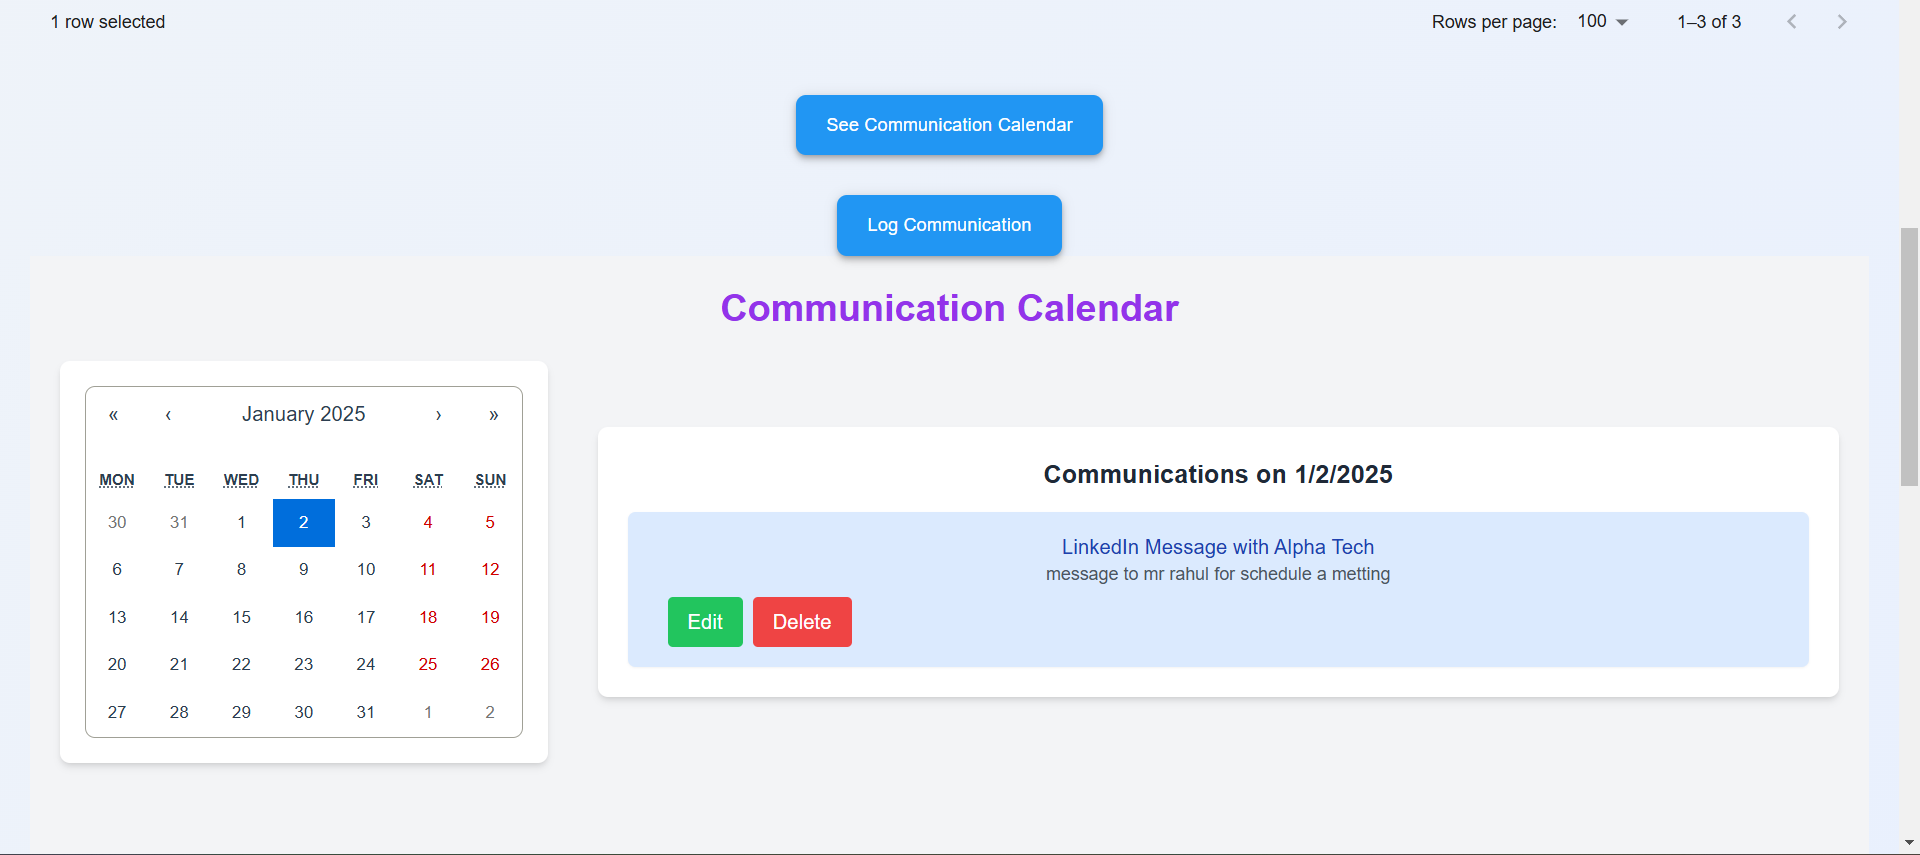 1 row selected Rows per page: 100 1–3 of 3
See Communication Calendar
Log Communication
Communication Calendar
« ‹ January 2025 › »
MON TUE WED THU FRI SAT SUN
30 31 1 2 3 4 5
6 7 8 9 10 11 12
13 14 15 16 17 18 19
20 21 22 23 24 25 26
27 28 29 30 31 1 2
Communications on 1/2/2025
LinkedIn Message with Alpha Tech
message to mr rahul for schedule a metting
Edit Delete